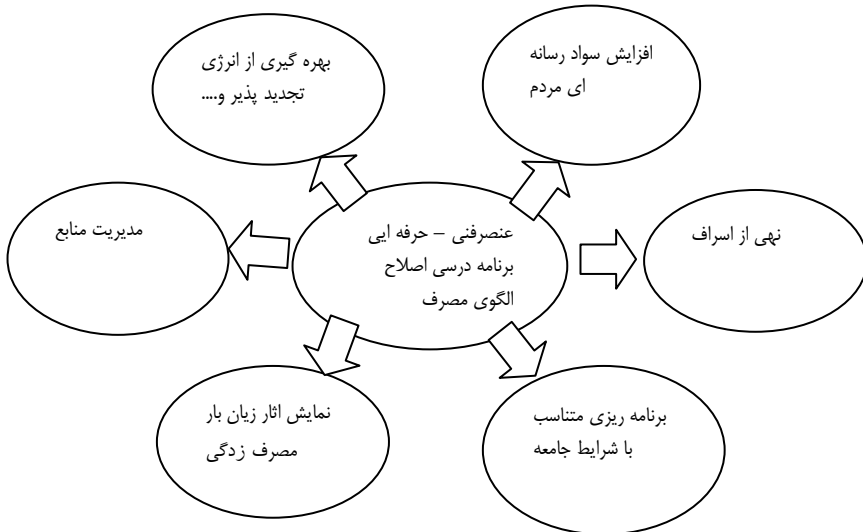 افزایش سواد رسانه
ای مردم
بهره گیری از انرژی
تجدید پذیر و....
نهی از اسراف
عنصرفنی – حرفه ایی
برنامه درسی اصلاح
الگوی مصرف
مدیریت منابع
برنامه ریزی متناسب
با شرایط جامعه
نمایش اثار زیان بار
مصرف زدگی